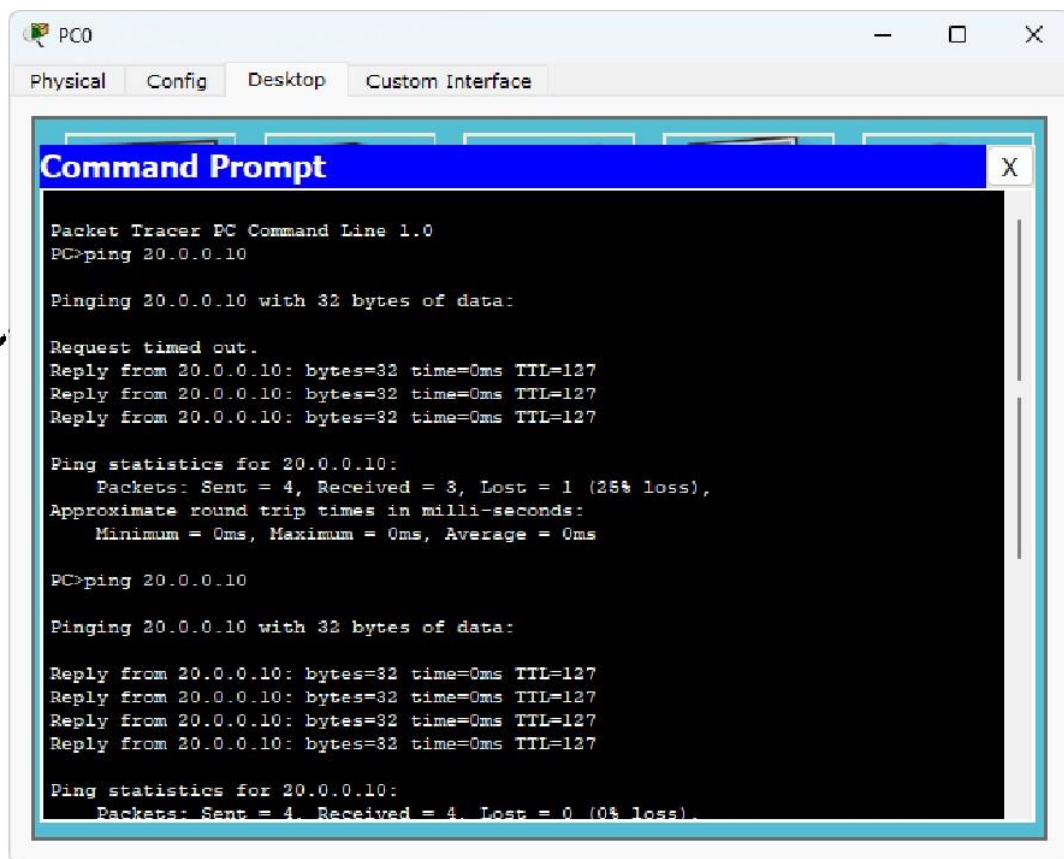 PC0
Physical Config Desktop Custom Interface
Command Prompt X
Packet Tracer PC Command Line 1.0
PC>ping 20.0.0.10
Pinging 20.0.0.10 with 32 bytes of data:
Request timed out.
Reply from 20.0.0.10: bytes=32 time=0ms TTL=127
Reply from 20.0.0.10: bytes=32 time=0ms TTL=127
Reply from 20.0.0.10: bytes=32 time=0ms TTL=127
Ping statistics for 20.0.0.10:
Packets: Sent = 4, Received = 3, Lost = 1 (25% loss),
Approximate round trip times in milli-seconds:
Minimum = 0ms, Maximum = 0ms, Average = 0ms
PC>ping 20.0.0.10
Pinging 20.0.0.10 with 32 bytes of data:
Reply from 20.0.0.10: bytes=32 time=0ms TTL=127
Reply from 20.0.0.10: bytes=32 time=0ms TTL=127
Reply from 20.0.0.10: bytes=32 time=0ms TTL=127
Reply from 20.0.0.10: bytes=32 time=0ms TTL=127
Ping statistics for 20.0.0.10:
Packets: Sent = 4, Received = 4, Lost = 0 (0% loss),